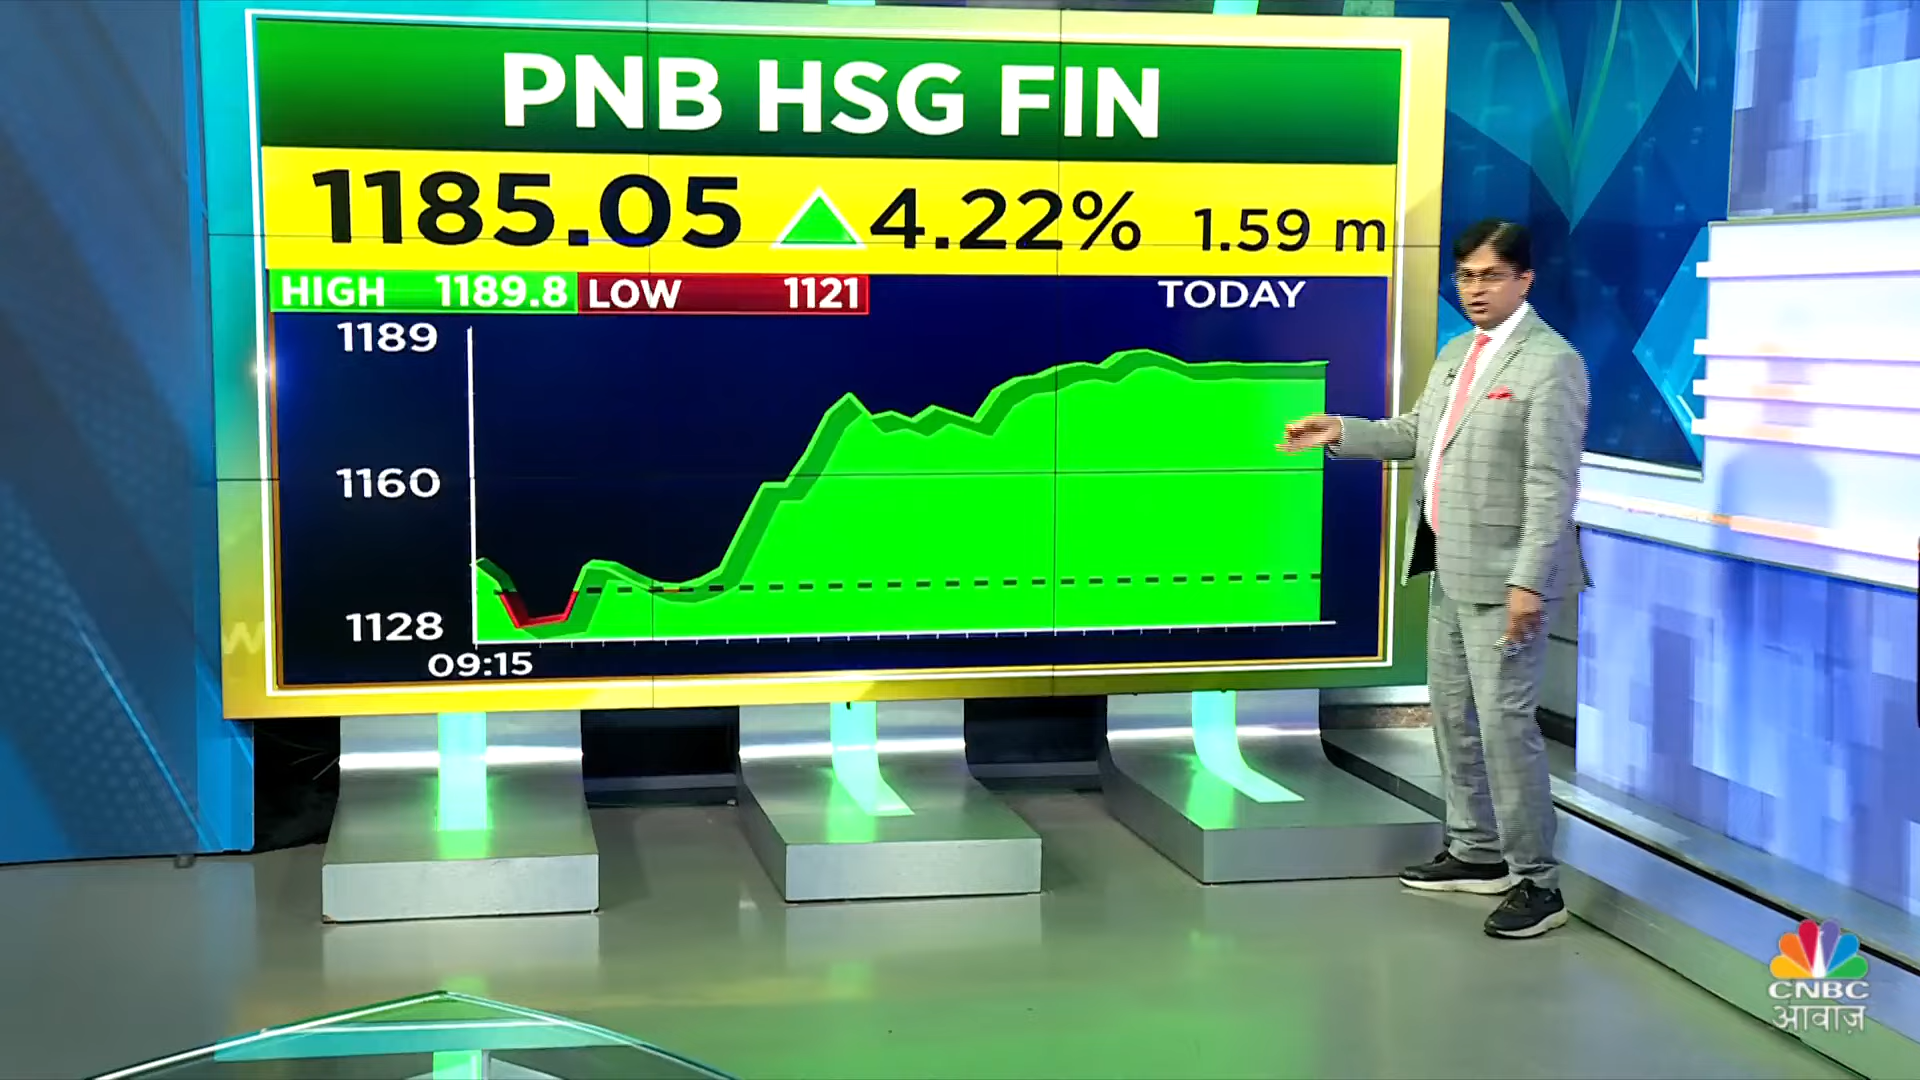 PNB HSG FIN
1185.05 ▲ 4.22% 1.59 m
HIGH 1189.8 LOW 1121 TODAY
1189
1160
1128
09:15
W
CNBC
आवाज़